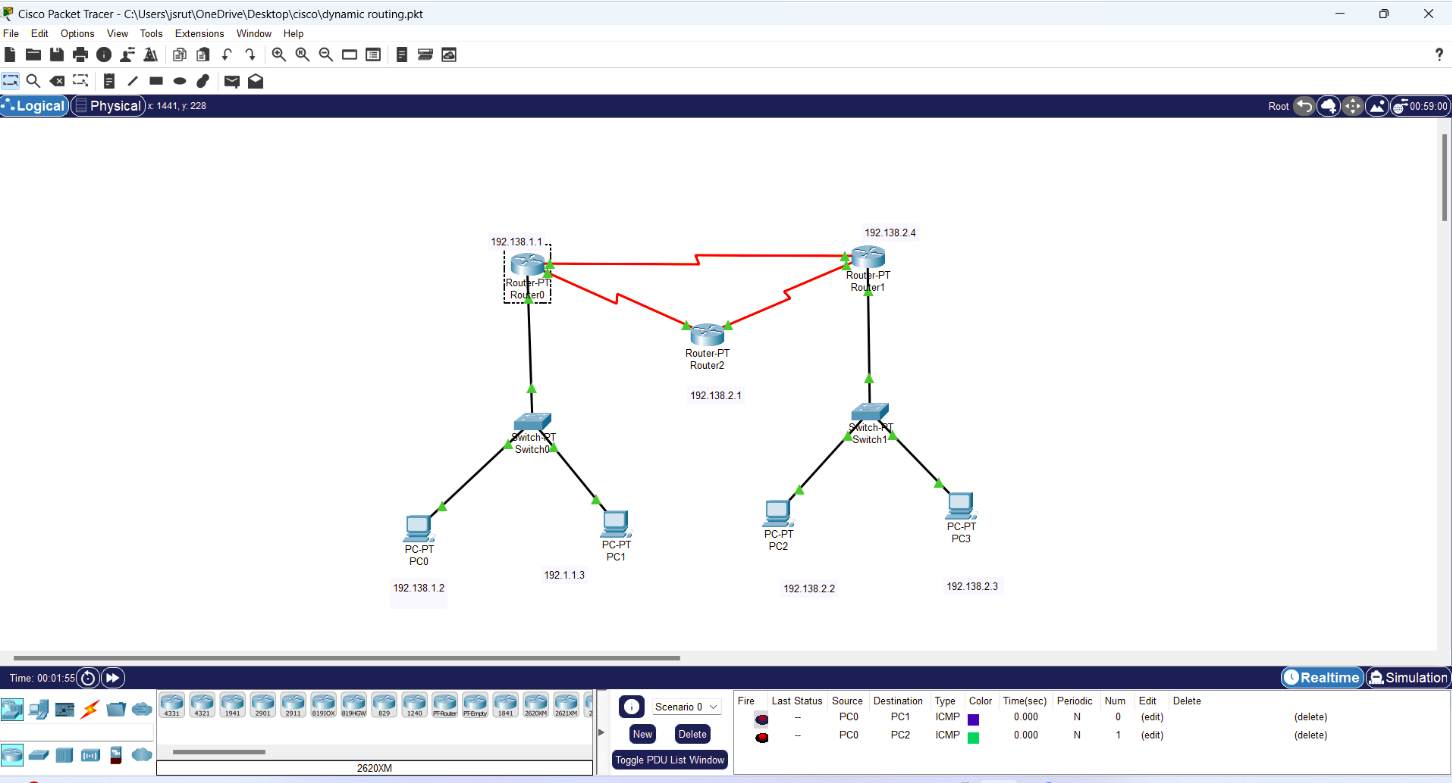 Cisco Packet Tracer - C:\Users\jsrut\OneDrive\Desktop\cisco\dynamic routing.pkt
File Edit Options View Tools Extensions Window Help
?
Logical Physical x: 1441, y: 228 Root 00:59:00
192.138.1.1
192.138.2.4
Router-PT
Router0
Router-PT
Router1
Router-PT
Router2
192.138.2.1
Switch-PT
Switch0
Switch-PT
Switch1
PC-PT
PC0
PC-PT
PC1
PC-PT
PC2
PC-PT
PC3
192.138.1.2
192.1.1.3
192.138.2.2
192.138.2.3
Time: 00:01:55 Realtime Simulation
4331 4321 1941 2901 2911 819IOX 819HGW 829 1240 PT-Router PT-Empty 1841 2620XM 2621XM 2
2620XM
Scenario 0
New Delete
Toggle PDU List Window
Fire Last Status Source Destination Type Color Time(sec) Periodic Num Edit Delete
-- PC0 PC1 ICMP 0.000 N 0 (edit) (delete)
-- PC0 PC2 ICMP 0.000 N 1 (edit) (delete)